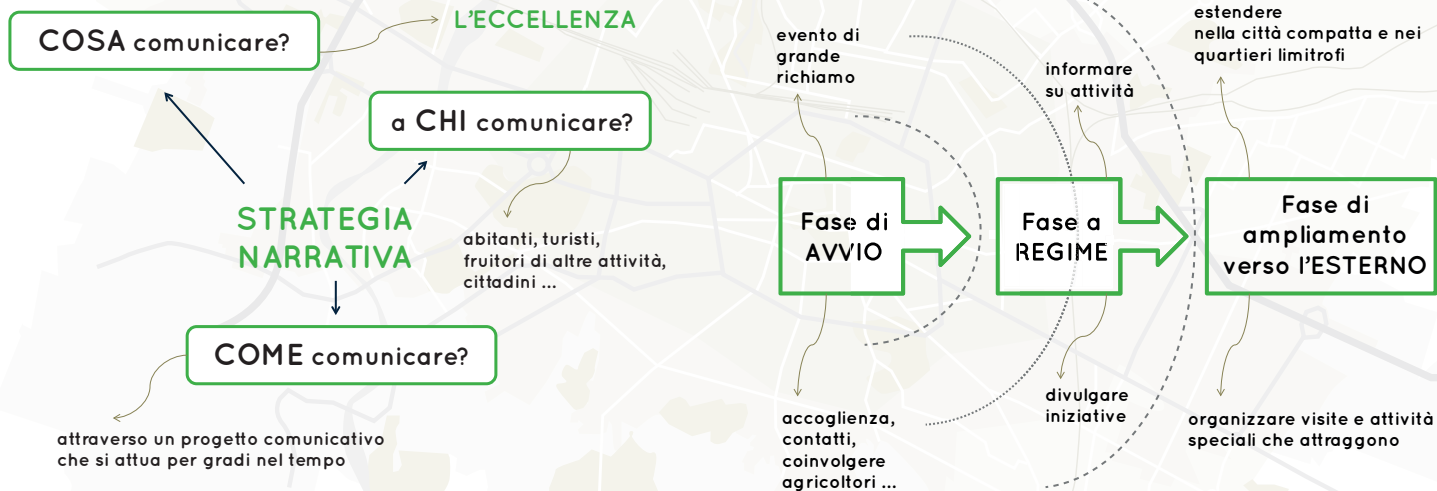 COSA comunicare?
L'ECCELLENZA
a CHI comunicare?
STRATEGIA
NARRATIVA
abitanti, turisti,
fruitori di altre attività,
cittadini ...
COME comunicare?
attraverso un progetto comunicativo
che si attua per gradi nel tempo
evento di
grande
richiamo
Fase di
AVVIO
accoglienza,
contatti,
coinvolgere
agricoltori ...
informare
su attività
Fase a
REGIME
divulgare
iniziative
estendere
nella città compatta e nei
quartieri limitrofi
Fase di
ampliamento
verso l'ESTERNO
organizzare visite e attività
speciali che attraggono